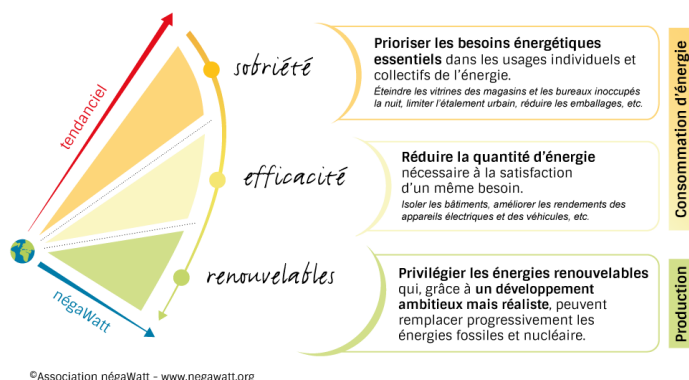 tendanciel
négaWatt
sobriété
Prioriser les besoins énergétiques
essentiels dans les usages individuels et
collectifs de l'énergie.
Éteindre les vitrines des magasins et les bureaux inoccupés
la nuit, limiter l'étalement urbain, réduire les emballages, etc.
efficacité
Réduire la quantité d'énergie
nécessaire à la satisfaction
d'un même besoin.
Isoler les bâtiments, améliorer les rendements des
appareils électriques et des véhicules, etc.
Consommation d'énergie
renouvelables
Privilégier les énergies renouvelables
qui, grâce à un développement
ambitieux mais réaliste, peuvent
remplacer progressivement les
énergies fossiles et nucléaire.
Production
©Association négaWatt - www.negawatt.org